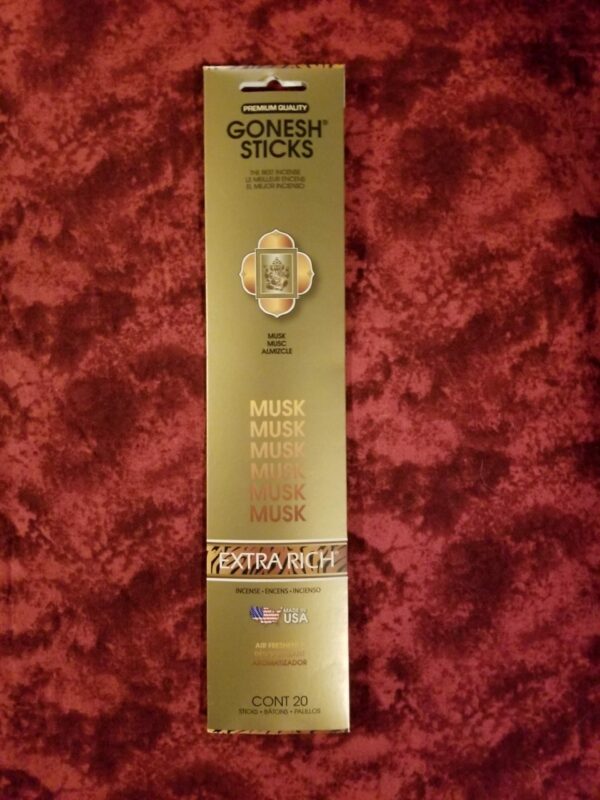 PREMIUM QUALITY
GONESH®
STICKS
THE BEST INCENSE
LE MEILLEUR ENCENS
EL MEJOR INCIENSO
MUSK
MUSC
ALMIZCLE
MUSK
MUSK
MUSK
MUSK
MUSK
MUSK
EXTRA RICH
INCENSE • ENCENS • INCIENSO
MADE IN
USA
AIR FRESHENER
AROMATIZADOR
CONT 20
STICKS • BÂTONS • PALILLOS